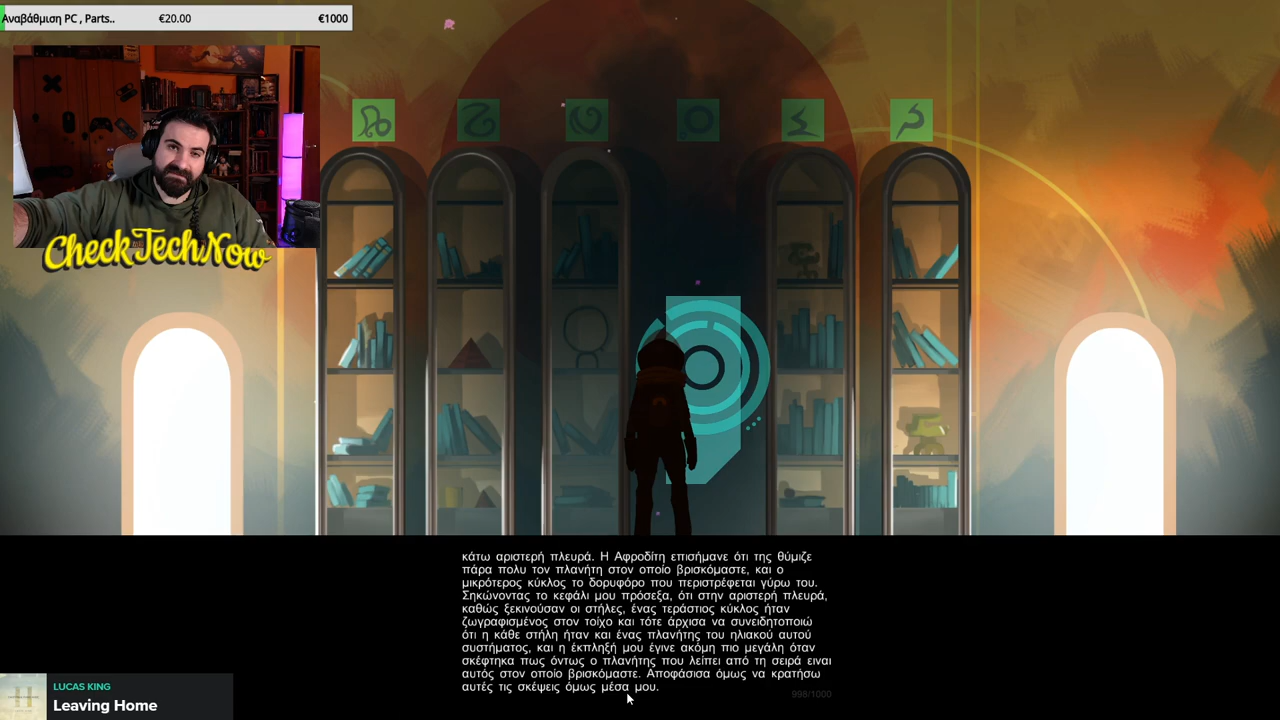 Αναβάθμιση PC , Parts.. €20.00 €1000
CheckTechNow
κάτω αριστερή πλευρά. Η Αφροδίτη επισήμανε ότι της θύμιζε
πάρα πολυ τον πλανήτη στον οποίο βρισκόμαστε, και ο
μικρότερος κύκλος το δορυφόρο που περιστρέφεται γύρω του.
Σηκώνοντας το κεφάλι μου πρόσεξα, ότι στην αριστερή πλευρά,
καθώς ξεκινούσαν οι στήλες, ένας τεράστιος κύκλος ήταν
ζωγραφισμένος στον τοίχο και τότε άρχισα να συνειδητοποιώ
ότι η κάθε στήλη ήταν και ένας πλανήτης του ηλιακού αυτού
συστήματος, και η έκπληξή μου έγινε ακόμη πιο μεγάλη όταν
σκέφτηκα πως όντως ο πλανήτης που λείπει από τη σειρά ειναι
αυτός στον οποίο βρισκόμαστε. Αποφάσισα όμως να κρατήσω
αυτές τις σκέψεις όμως μέσα μου.
998/1000
LUCAS KING
Leaving Home